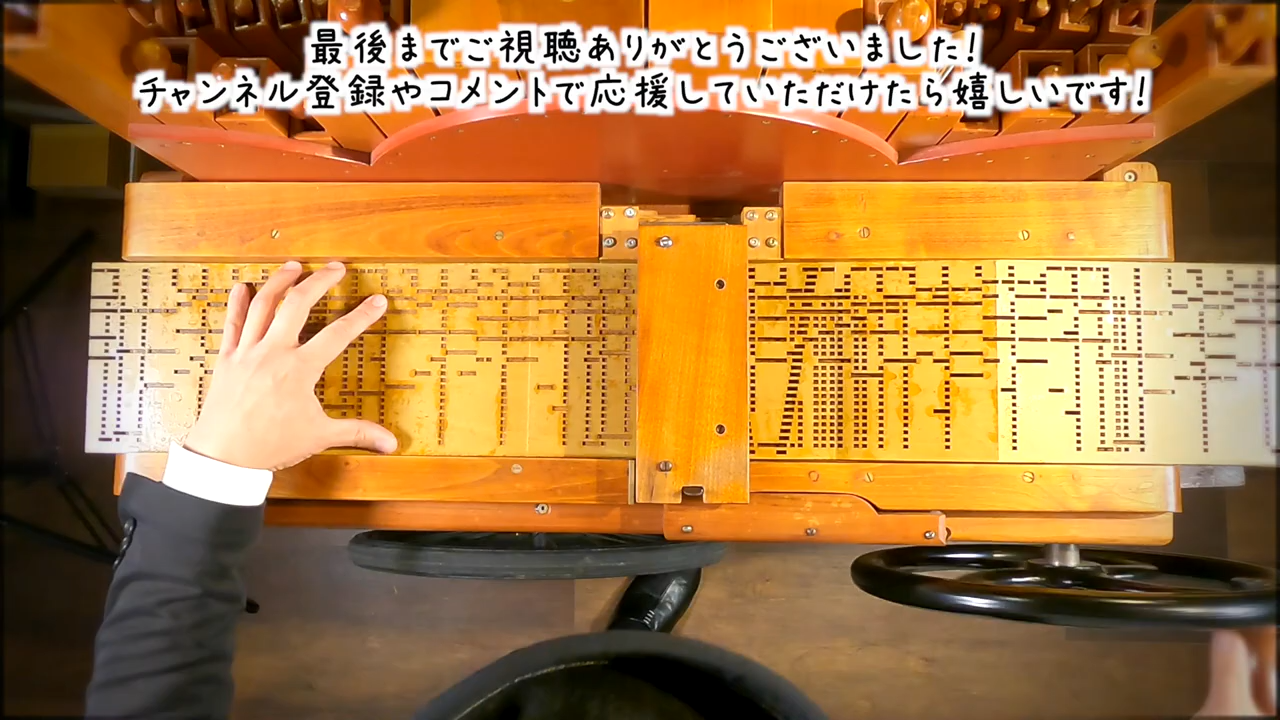 最後までご視聴ありがとうございました!
チャンネル登録やコメントで応援していただけたら嬉しいです!